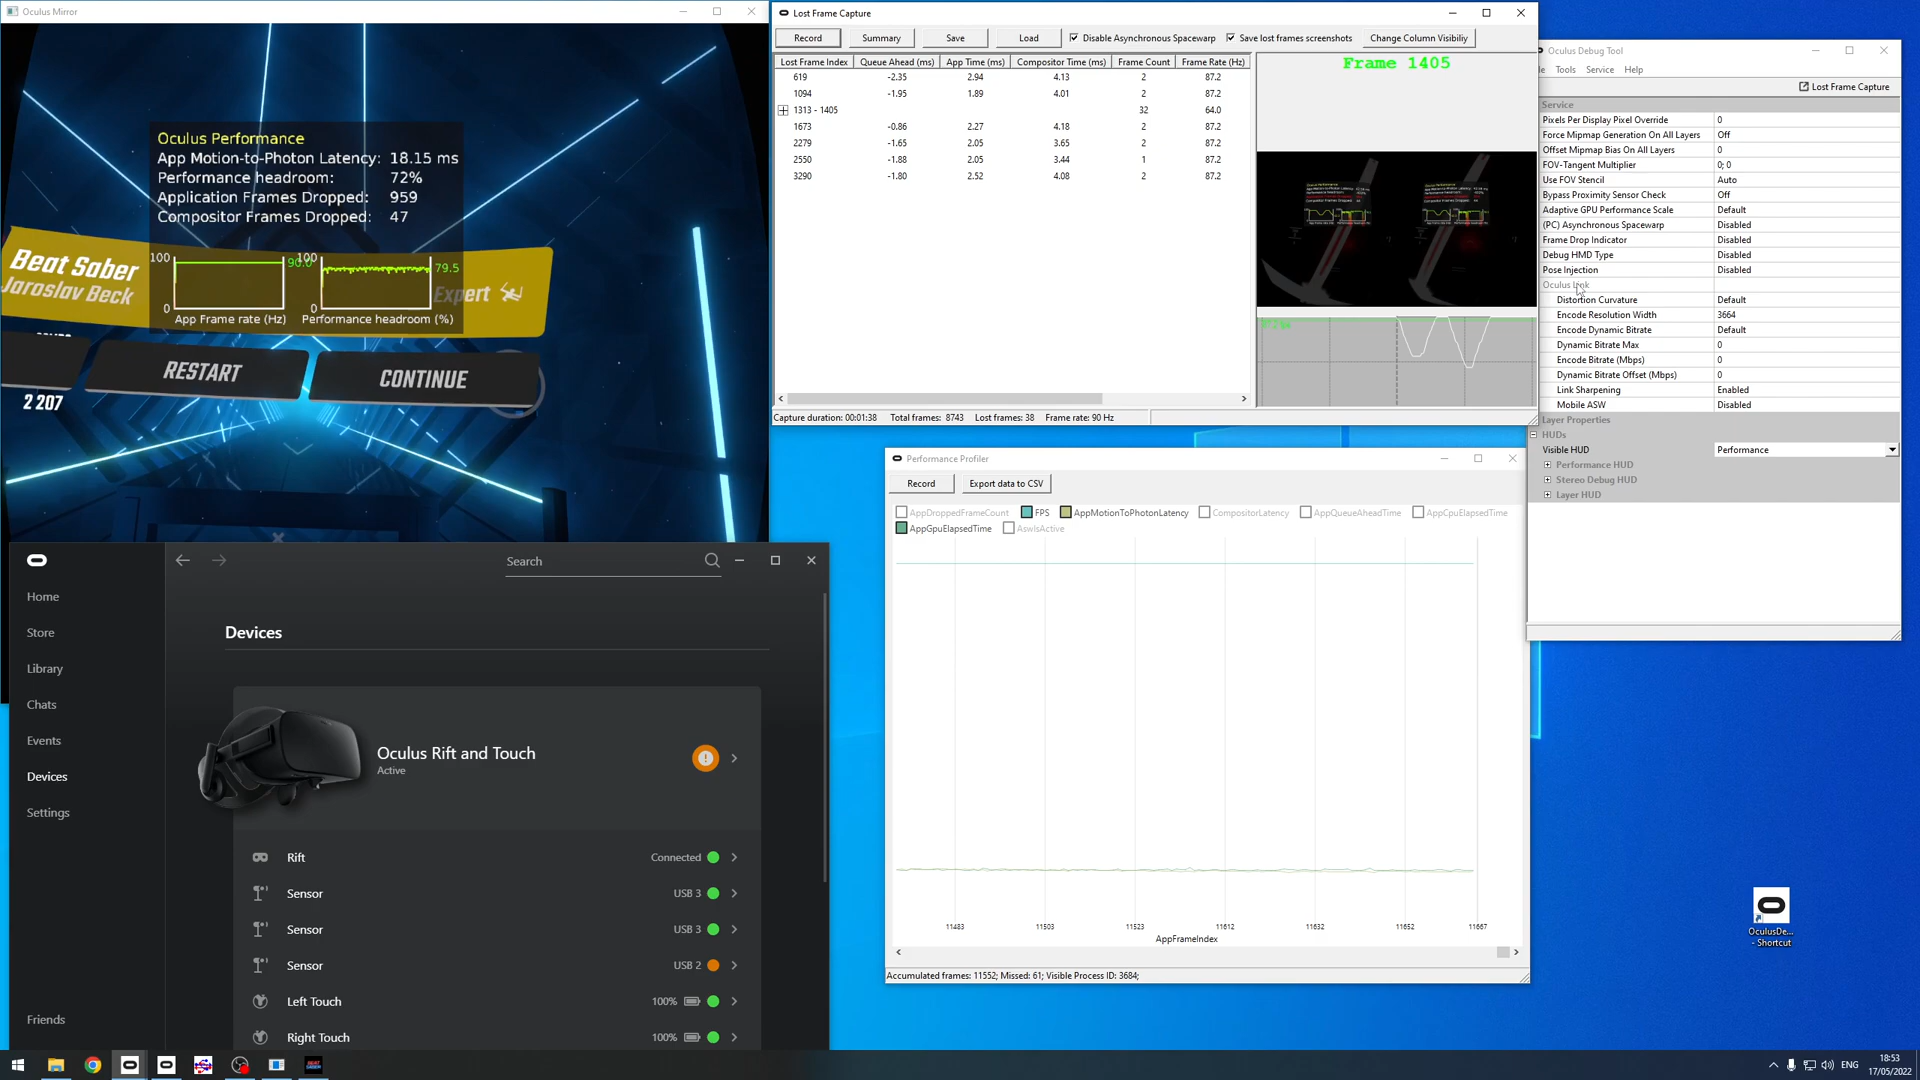 Oculus Mirror
Oculus Performance
App Motion-to-Photon Latency: 18.15 ms
Performance headroom: 72%
Application Frames Dropped: 959
Compositor Frames Dropped: 47
Beat Saber
Jaroslav Beck
Expert
100
90.0
100
79.5
0
0
App Frame rate (Hz)
Performance headroom (%)
RESTART
CONTINUE
2 207
Lost Frame Capture
Record
Summary
Save
Load
Disable Asynchronous Spacewarp
Save lost frames screenshots
Change Column Visibiliy
Lost Frame Index Queue Ahead (ms) App Time (ms) Compositor Time (ms) Frame Count Frame Rate (Hz)
619 -2.35 2.94 4.13 2 87.2
1094 -1.95 1.89 4.01 2 87.2
1313 - 1405 32 64.0
1673 -0.86 2.27 4.18 2 87.2
2279 -1.65 2.05 3.65 2 87.2
2550 -1.88 2.05 3.44 1 87.2
3290 -1.80 2.52 4.08 2 87.2
Frame 1405
Capture duration: 00:01:38 Total frames: 8743 Lost frames: 38 Frame rate: 90 Hz
Oculus Debug Tool
Tools Service Help
Lost Frame Capture
Service
Pixels Per Display Pixel Override 0
Force Mipmap Generation On All Layers Off
Offset Mipmap Bias On All Layers 0
FOV-Tangent Multiplier 0; 0
Use FOV Stencil Auto
Bypass Proximity Sensor Check Off
Adaptive GPU Performance Scale Default
(PC) Asynchronous Spacewarp Disabled
Frame Drop Indicator Disabled
Debug HMD Type Disabled
Pose Injection Disabled
Oculus Link
Distortion Curvature Default
Encode Resolution Width 3664
Encode Dynamic Bitrate Default
Dynamic Bitrate Max 0
Encode Bitrate (Mbps) 0
Dynamic Bitrate Offset (Mbps) 0
Link Sharpening Enabled
Mobile ASW Disabled
Layer Properties
HUDs
Visible HUD Performance
Performance HUD
Stereo Debug HUD
Layer HUD
Performance Profiler
Record
Export data to CSV
AppDroppedFrameCount FPS AppMotionToPhotonLatency CompositorLatency AppQueueAheadTime AppCpuElapsedTime
AppGpuElapsedTime AswIsActive
11483 11503 11523 11612 11632 11652 11667
AppFrameIndex
Accumulated frames: 11552; Missed: 61; Visible Process ID: 3684;
Search
Home
Store
Library
Chats
Events
Devices
Settings
Friends
Devices
Oculus Rift and Touch
Active
Rift Connected
Sensor USB 3
Sensor USB 3
Sensor USB 2
Left Touch 100%
Right Touch 100%
OculusDe...
- Shortcut
ENG
18:53
17/05/2022